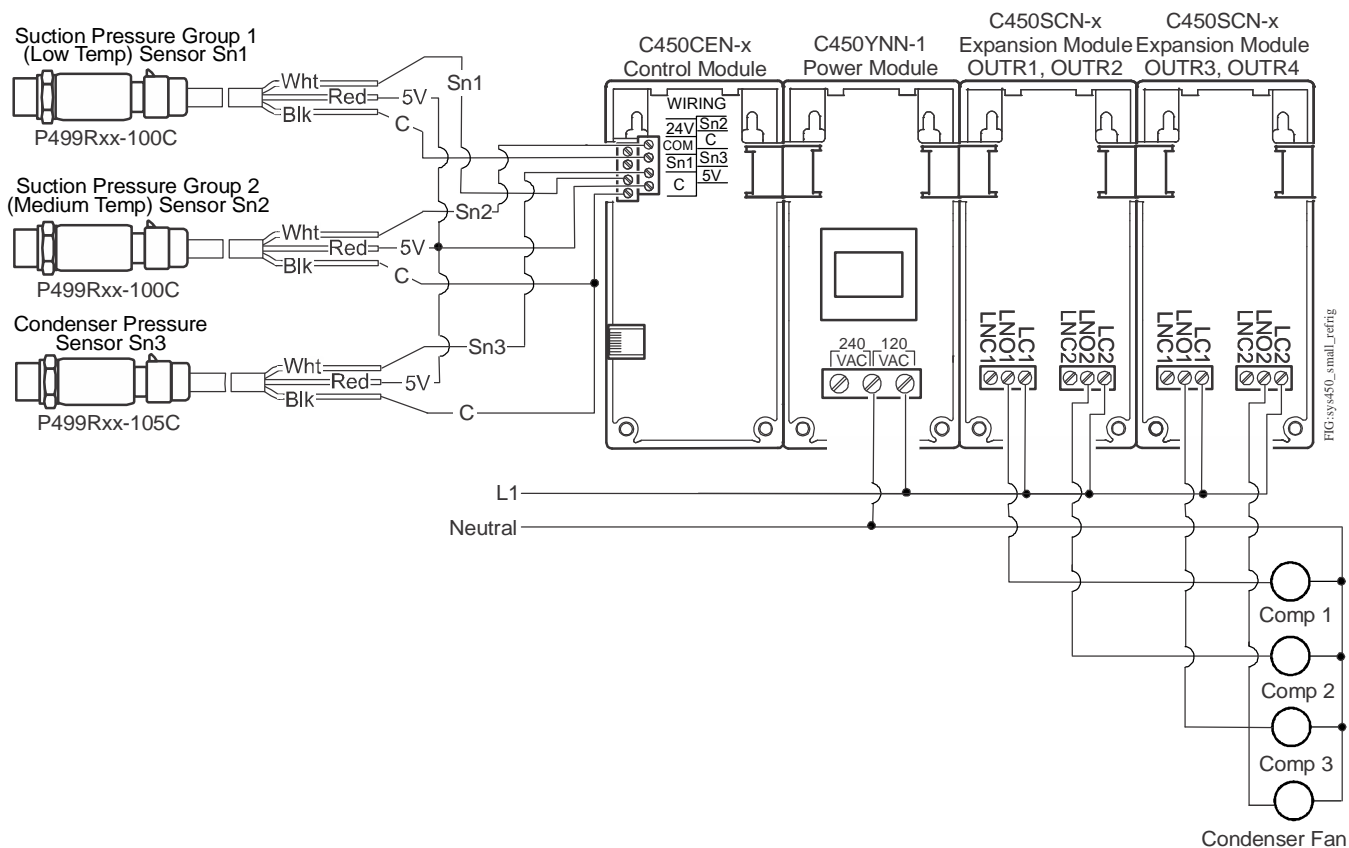 Suction Pressure Group 1
(Low Temp) Sensor Sn1
Wht
Red
5V
Blk
C
Sn1
P499Rxx-100C
Suction Pressure Group 2
(Medium Temp) Sensor Sn2
Wht
Sn2
Red
5V
Blk
C
P499Rxx-100C
Condenser Pressure
Sensor Sn3
Wht
Sn3
Red
5V
Blk
C
P499Rxx-105C
C450CEN-x
Control Module
WIRING
24V Sn2
COM C
Sn1 Sn3
C 5V
C450YNN-1
Power Module
240 120
VAC VAC
C450SCN-x
Expansion Module
OUTR1, OUTR2
LNC1
LNO1
LC1
LNC2
LNO2
LC2
C450SCN-x
Expansion Module
OUTR3, OUTR4
LNC1
LNO1
LC1
LNC2
LNO2
LC2
FIG:sys450_small_refrig
L1
Neutral
Comp 1
Comp 2
Comp 3
Condenser Fan